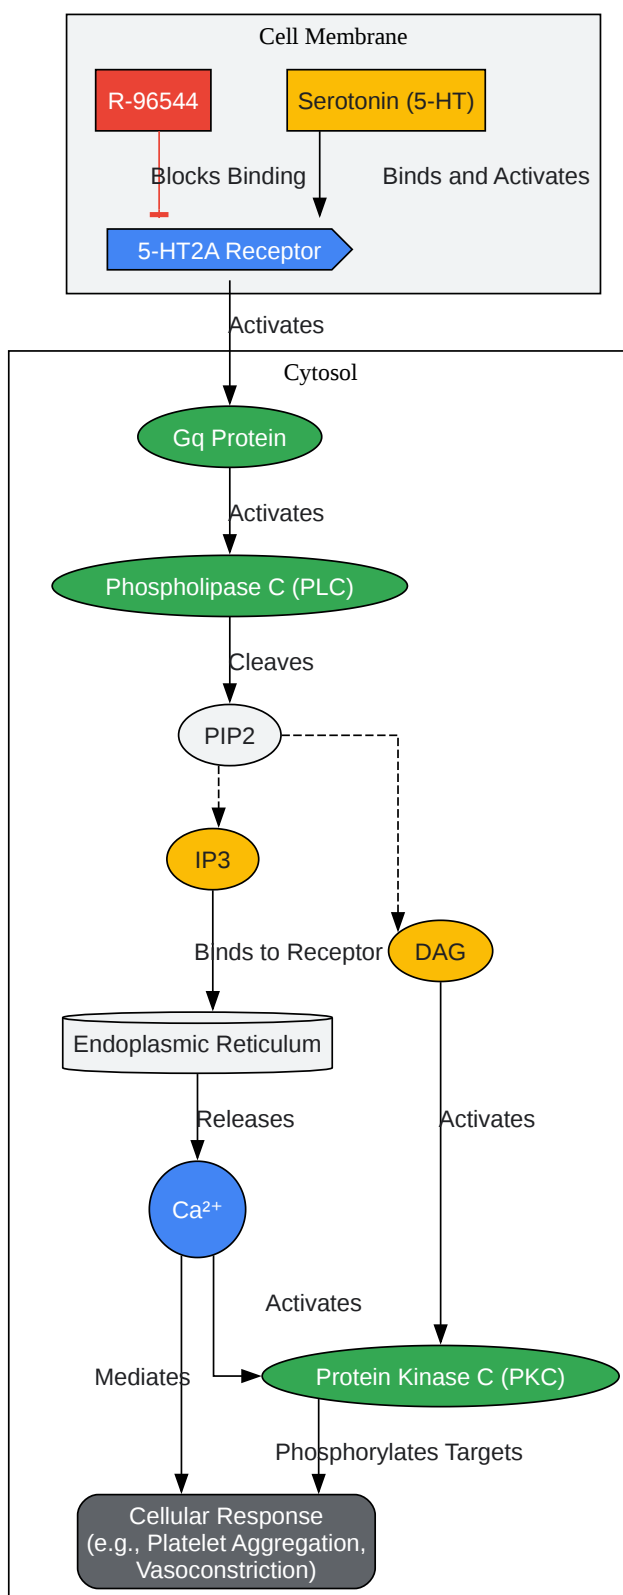 Cell Membrane
R-96544
Serotonin (5-HT)
Blocks Binding
Binds and Activates
5-HT2A Receptor
Activates
Cytosol
Gq Protein
Activates
Phospholipase C (PLC)
Cleaves
PIP2
IP3
Binds to Receptor
DAG
Endoplasmic Reticulum
Releases
Activates
Ca²⁺
Activates
Mediates
Protein Kinase C (PKC)
Phosphorylates Targets
Cellular Response
(e.g., Platelet Aggregation,
Vasoconstriction)